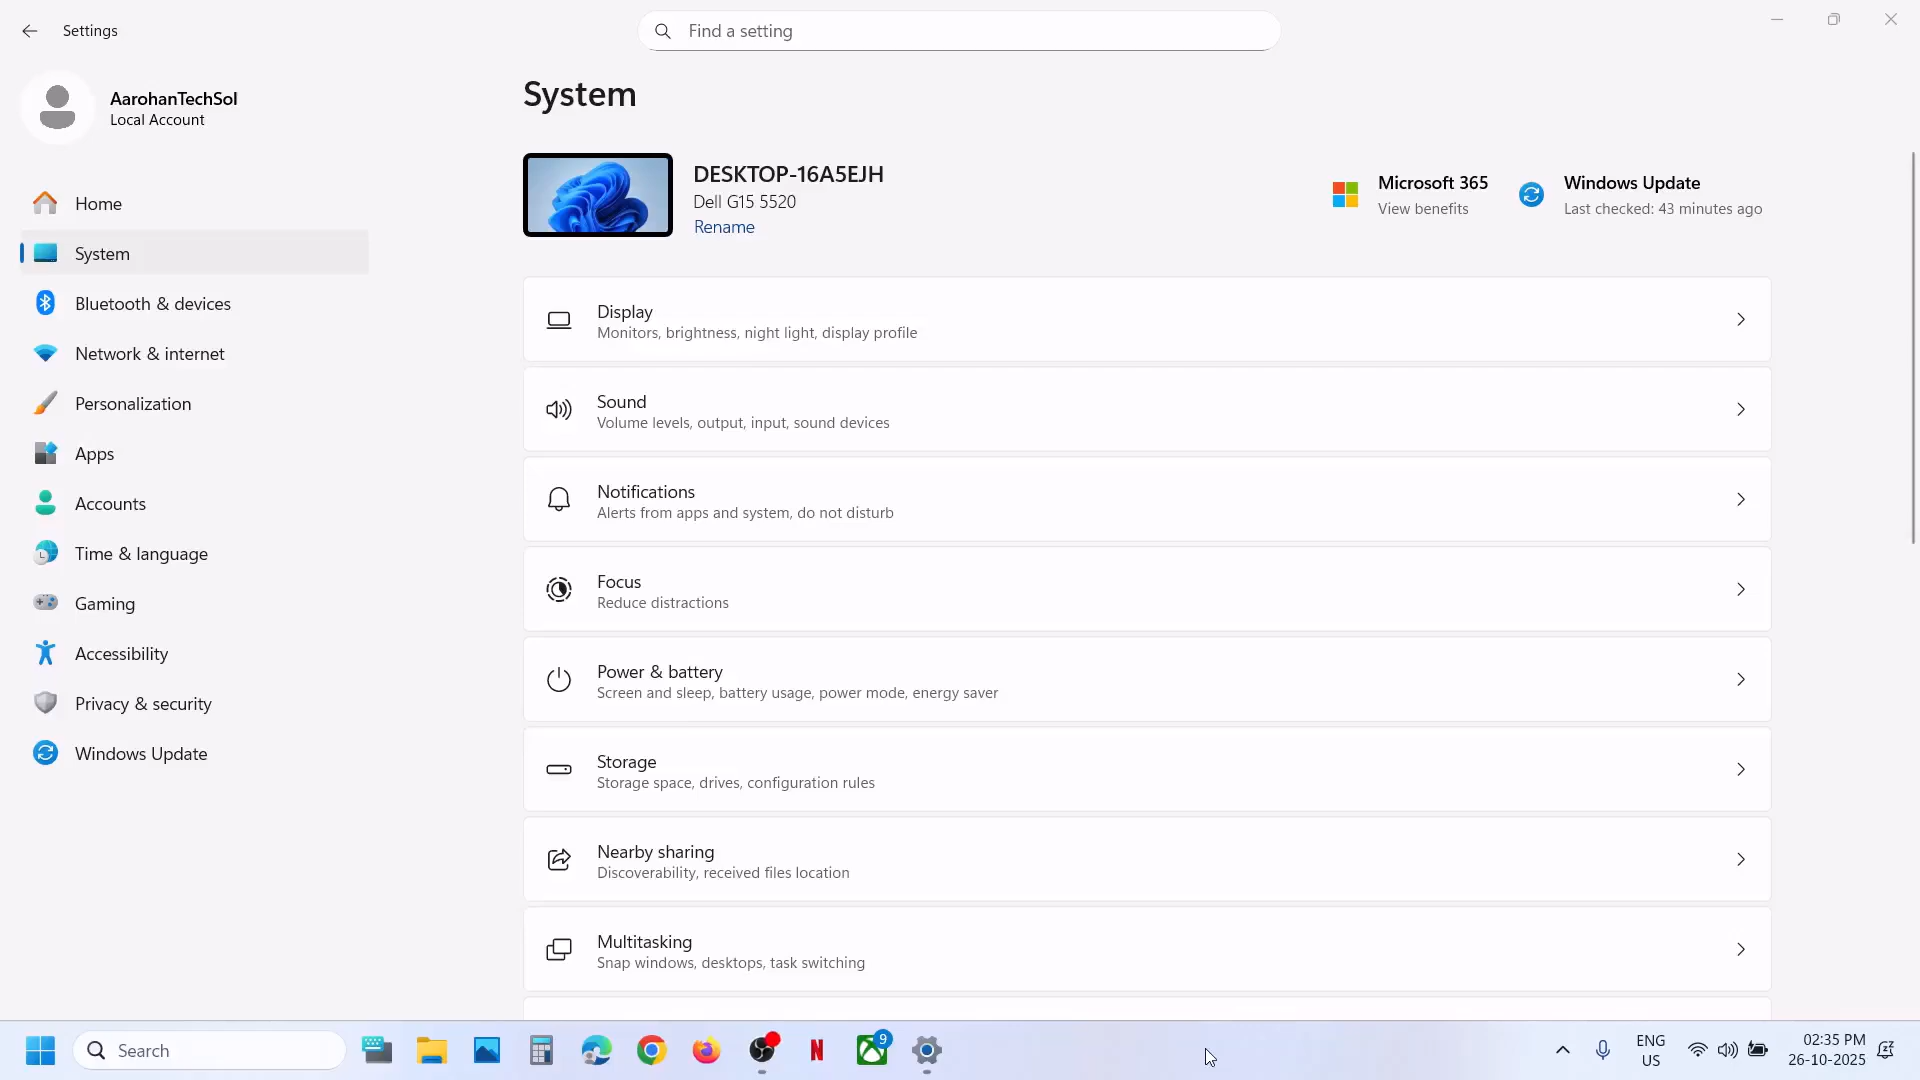 Settings
Find a setting
AarohanTechSol
Local Account
Home
System
Bluetooth & devices
Network & internet
Personalization
Apps
Accounts
Time & language
Gaming
Accessibility
Privacy & security
Windows Update
System
DESKTOP-16A5EJH
Dell G15 5520
Rename
Microsoft 365
View benefits
Windows Update
Last checked: 43 minutes ago
Display
Monitors, brightness, night light, display profile
Sound
Volume levels, output, input, sound devices
Notifications
Alerts from apps and system, do not disturb
Focus
Reduce distractions
Power & battery
Screen and sleep, battery usage, power mode, energy saver
Storage
Storage space, drives, configuration rules
Nearby sharing
Discoverability, received files location
Multitasking
Snap windows, desktops, task switching
Search
N
9
ENG
US
02:35 PM
26-10-2025